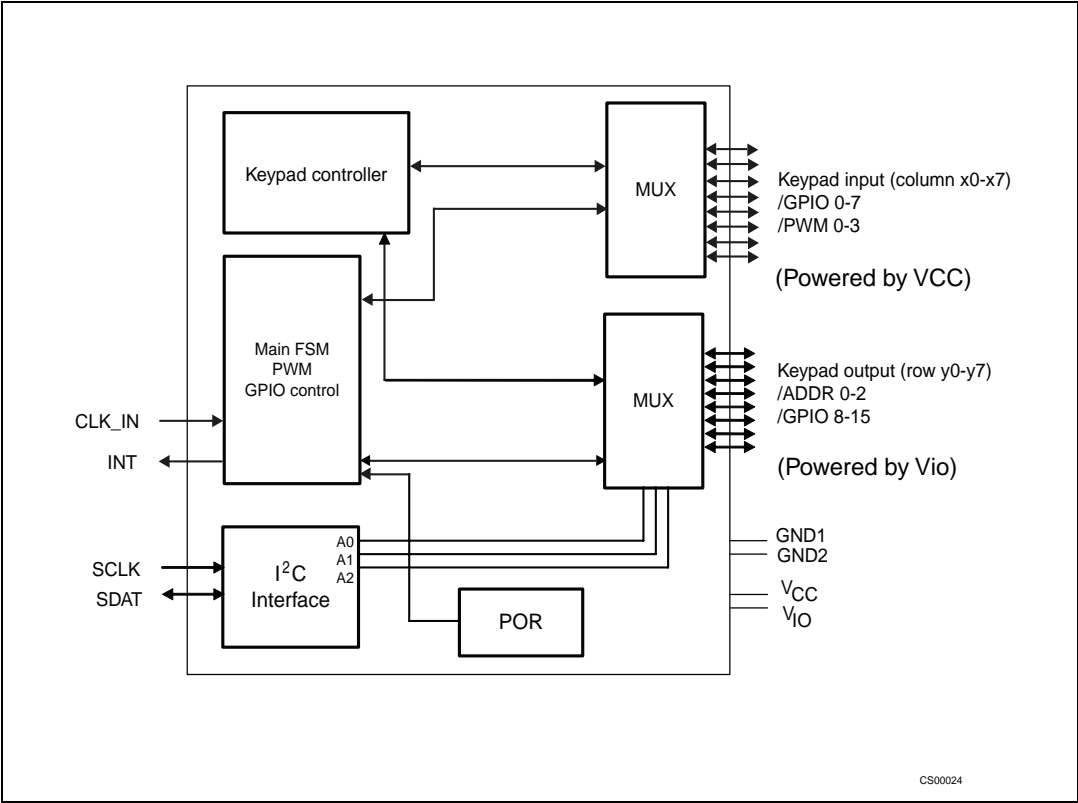 Keypad controller
MUX
Keypad input (column x0-x7)
/GPIO 0-7
/PWM 0-3
(Powered by VCC)
Main FSM
PWM
GPIO control
MUX
Keypad output (row y0-y7)
/ADDR 0-2
/GPIO 8-15
(Powered by Vio)
CLK_IN
INT
SCLK
SDAT
I²C
Interface
A0
A1
A2
POR
GND1
GND2
VCC
VIO
CS00024